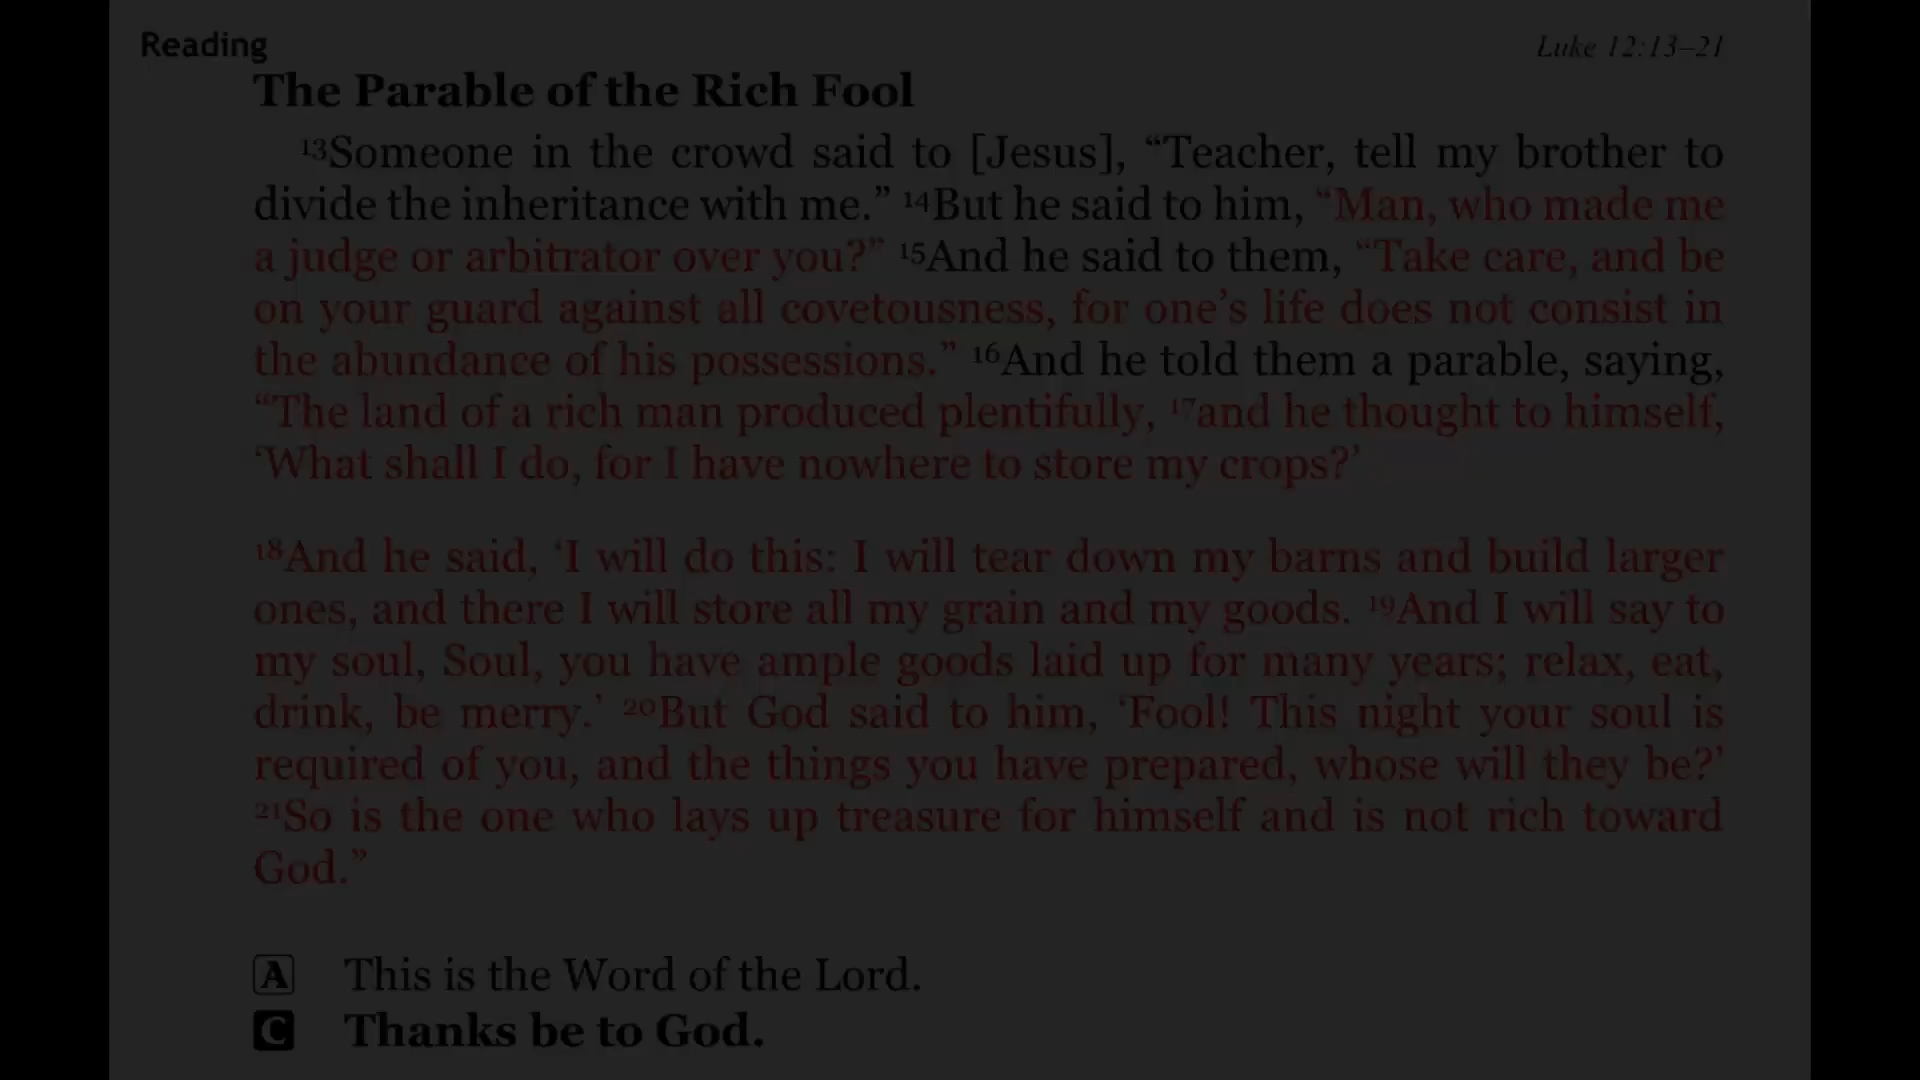 Reading
Luke 12:13–21
The Parable of the Rich Fool
13Someone in the crowd said to [Jesus], “Teacher, tell my brother to
divide the inheritance with me.” 14But he said to him, “Man, who made me
a judge or arbitrator over you?” 15And he said to them, “Take care, and be
on your guard against all covetousness, for one’s life does not consist in
the abundance of his possessions.” 16And he told them a parable, saying,
“The land of a rich man produced plentifully, 17and he thought to himself,
‘What shall I do, for I have nowhere to store my crops?’
18And he said, ‘I will do this: I will tear down my barns and build larger
ones, and there I will store all my grain and my goods. 19And I will say to
my soul, Soul, you have ample goods laid up for many years; relax, eat,
drink, be merry.’ 20But God said to him, ‘Fool! This night your soul is
required of you, and the things you have prepared, whose will they be?’
21So is the one who lays up treasure for himself and is not rich toward
God.”
A This is the Word of the Lord.
C Thanks be to God.